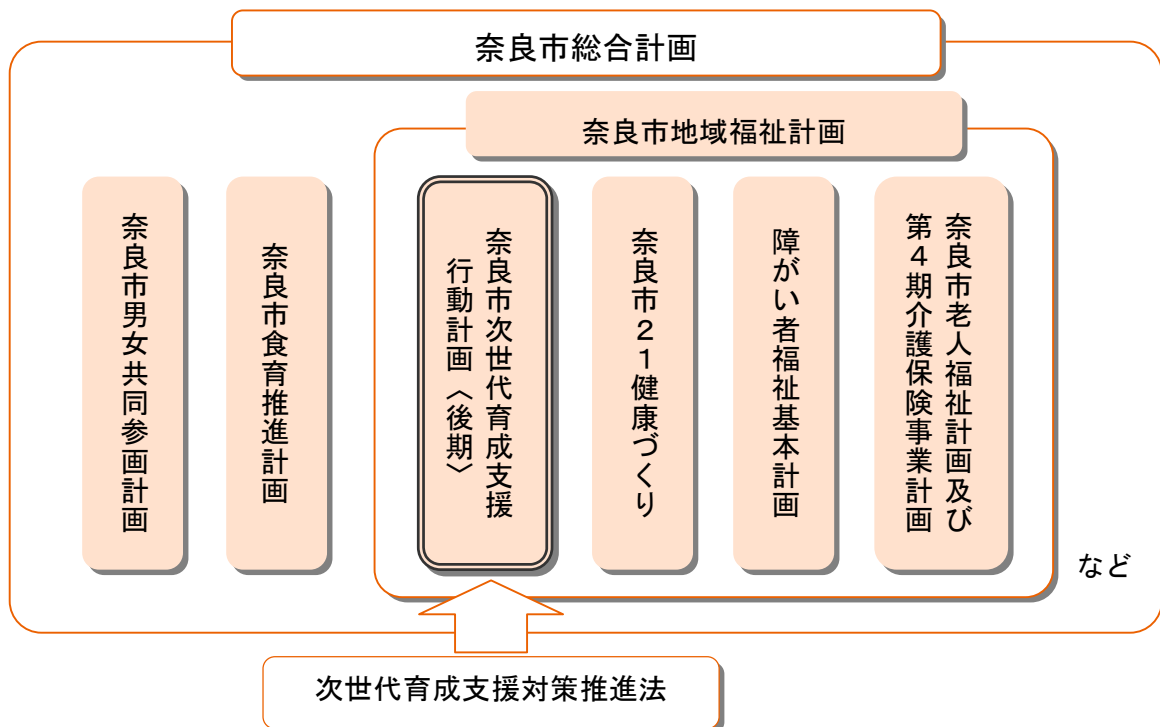 奈良市総合計画
奈良市地域福祉計画
奈良市男女共同参画計画
奈良市食育推進計画
奈良市次世代育成支援
行動計画〈後期〉
奈良市２１健康づくり
障がい者福祉基本計画
奈良市老人福祉計画及び
第４期介護保険事業計画
など
次世代育成支援対策推進法